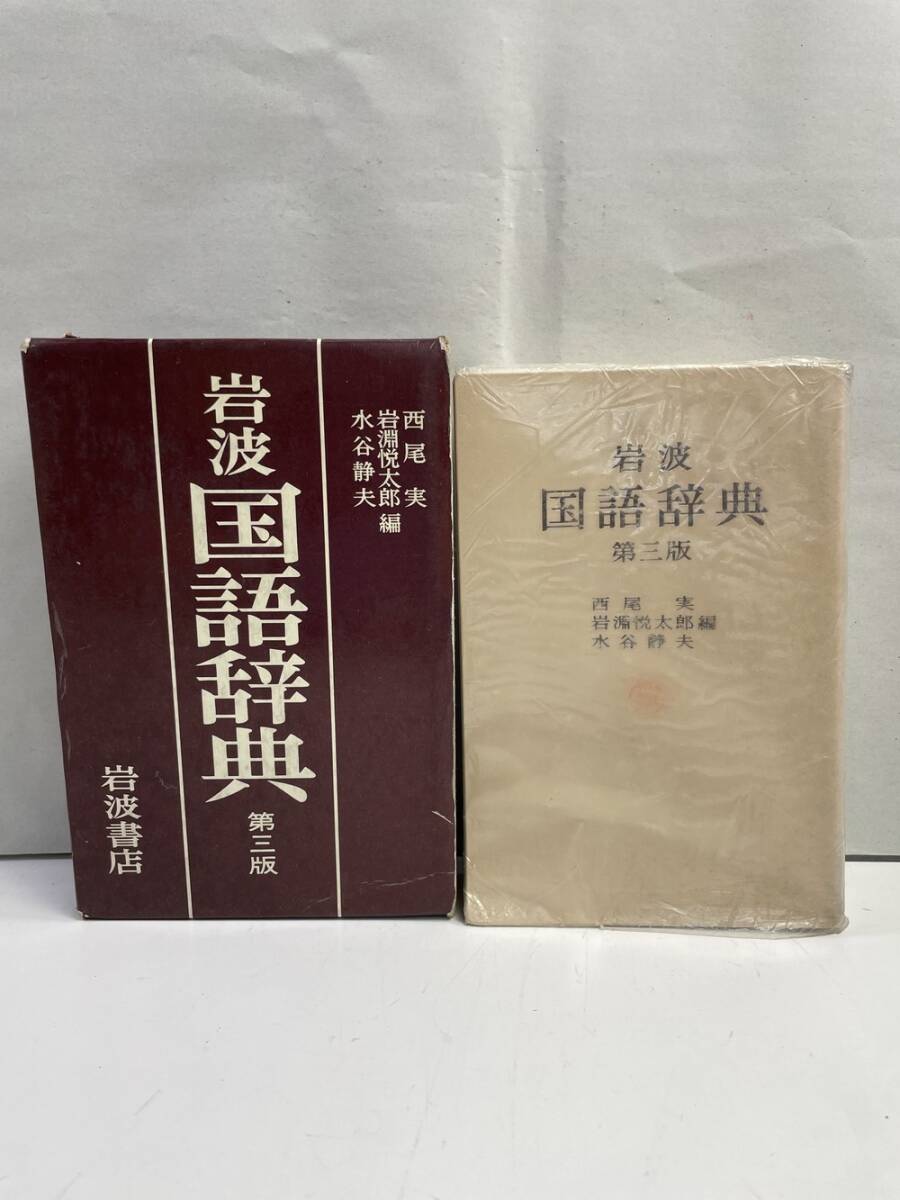 西尾実
岩淵悦太郎編
水谷静夫
岩波
国語辞典
第三版
岩波書店
岩波
国語辞典
第三版
西尾実
岩淵悦太郎編
水谷静夫